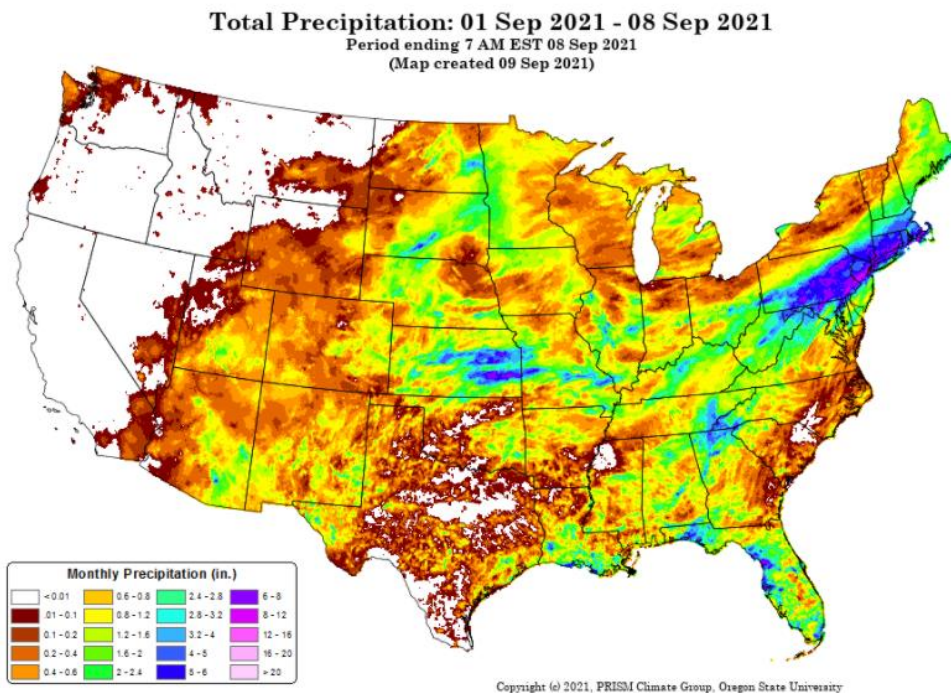 Total Precipitation: 01 Sep 2021 - 08 Sep 2021
Period ending 7 AM EST 08 Sep 2021
(Map created 09 Sep 2021)
Monthly Precipitation (in.)
< 0.01
.01 - 0.1
0.1 - 0.2
0.2 - 0.4
0.4 - 0.6
0.6 - 0.8
0.8 - 1.2
1.2 - 1.6
1.6 - 2
2 - 2.4
2.4 - 2.8
2.8 - 3.2
3.2 - 4
4 - 5
5 - 6
6 - 8
8 - 12
12 - 16
16 - 20
> 20
Copyright (c) 2021, PRISM Climate Group, Oregon State University